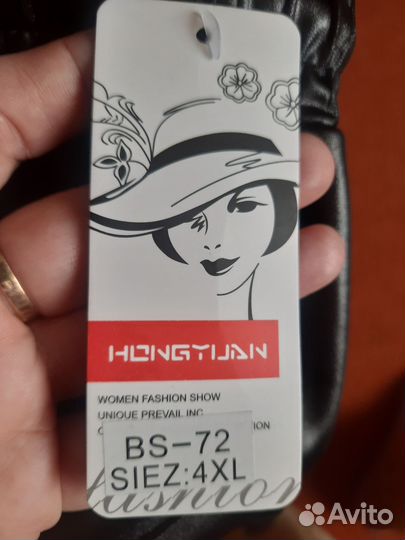 HONGYUAN
WOMEN FASHION SHOW
UNIQUE PREVAIL INC
BS-72
SIEZ:4XL
fashion
Avito